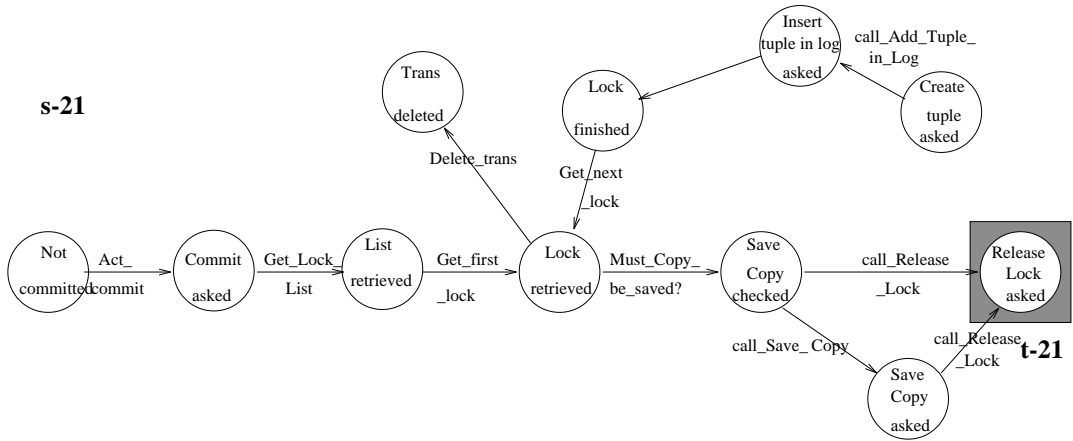 Insert
tuple in log
asked
call_Add_Tuple_
in_Log
Create
tuple
asked
Trans
deleted
Lock
finished
s-21
Delete_trans
Get_next
_lock
Not
committed
Act_
commit
Commit
asked
Get_Lock_
List
List
retrieved
Get_first
_lock
Lock
retrieved
Must_Copy_
be_saved?
Save
Copy
checked
call_Release
_Lock
Release
Lock
asked
call_Save_ Copy
call_Release
_Lock
t-21
Save
Copy
asked